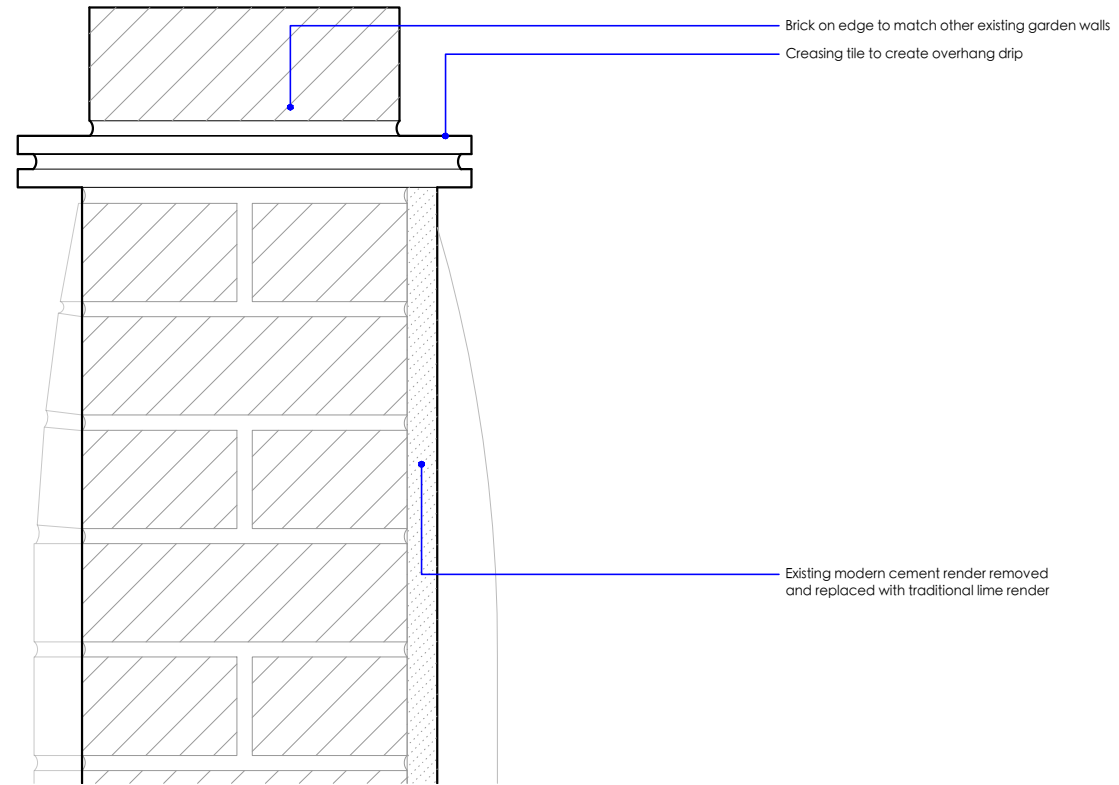 Brick on edge to match other existing garden walls
Creasing tile to create overhang drip
Existing modern cement render removed
and replaced with traditional lime render